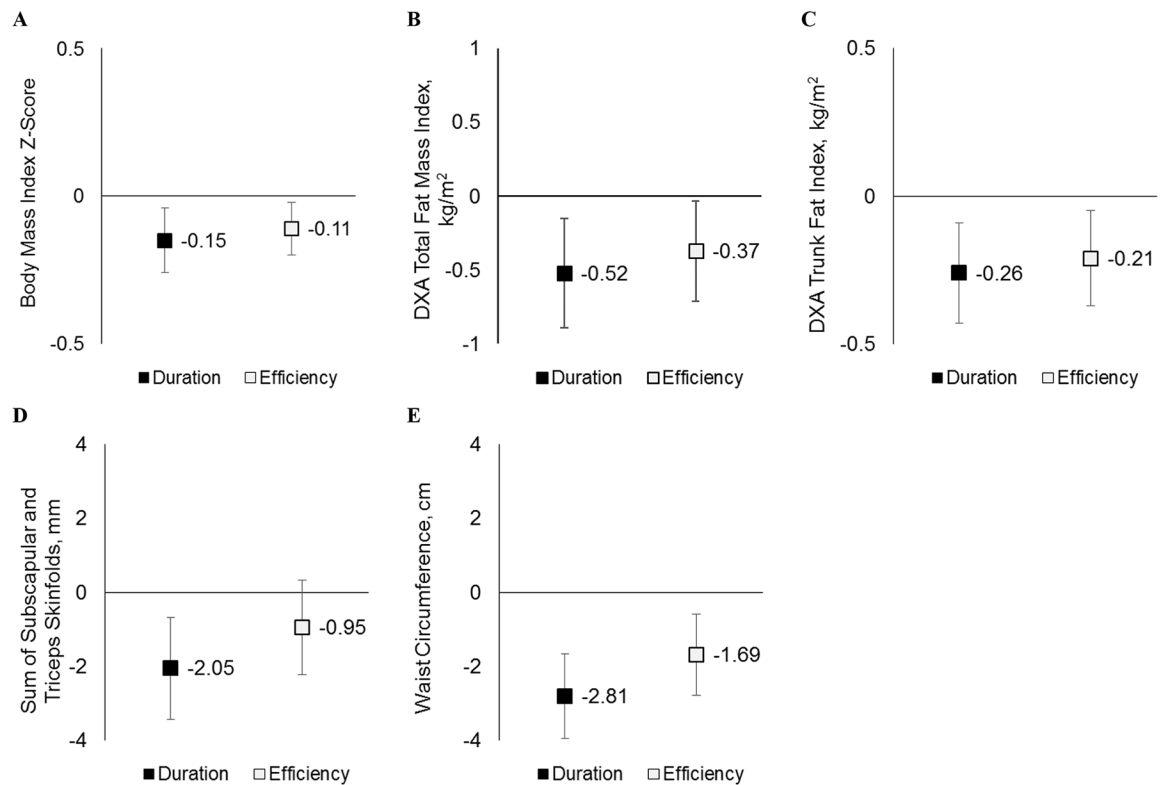 A
Body Mass Index Z-Score
0.5
0
-0.5
-0.15
-0.11
Duration
Efficiency
B
DXA Total Fat Mass Index,
kg/m²
1
0.5
0
-0.5
-1
-0.52
-0.37
Duration
Efficiency
C
DXA Trunk Fat Index, kg/m²
0.5
0
-0.5
-0.26
-0.21
Duration
Efficiency
D
Sum of Subscapular and
Triceps Skinfolds, mm
4
2
0
-2
-4
-2.05
-0.95
Duration
Efficiency
E
Waist Circumference, cm
4
2
0
-2
-4
-2.81
-1.69
Duration
Efficiency